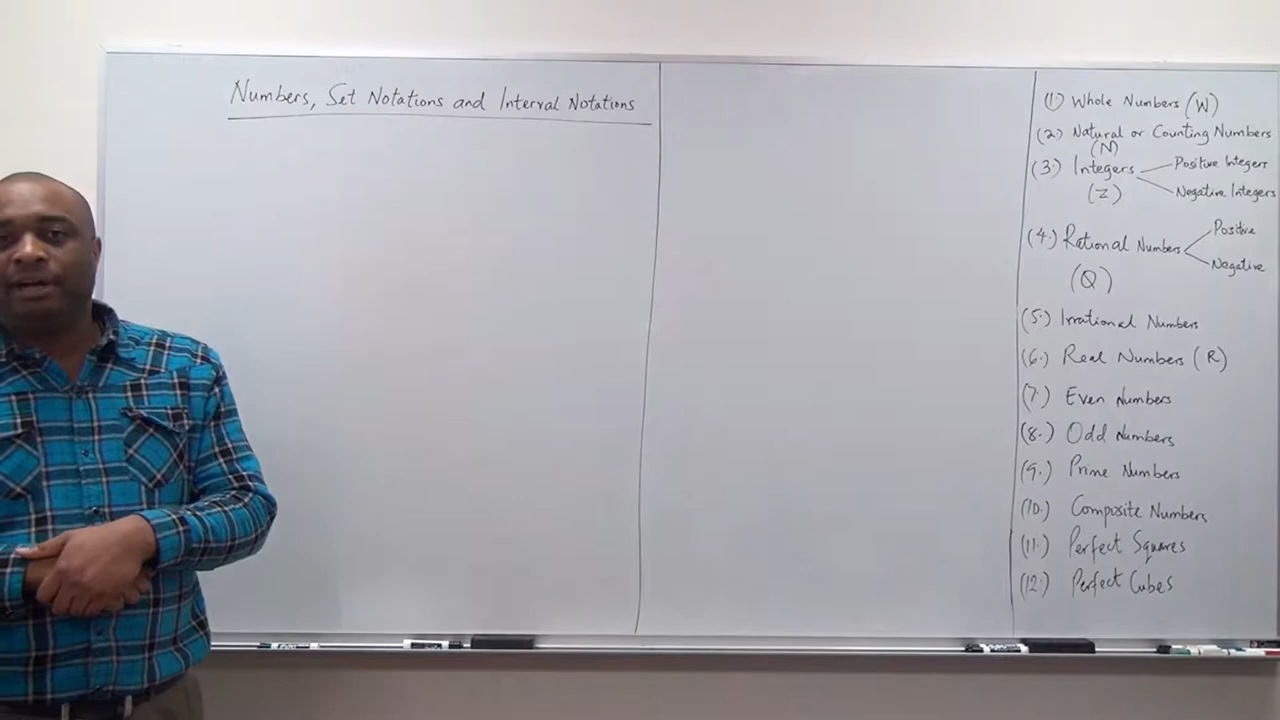 Numbers, Set Notations and Interval Notations
(1) Whole Numbers (W)
(2.) Natural or Counting Numbers
(N)
(3.) Integers
Positive Integers
Negative Integers
(Z)
(4.) Rational Numbers
Positive
Negative
(Q)
(5.) Irrational Numbers
(6.) Real Numbers (R)
(7.) Even Numbers
(8.) Odd Numbers
(9.) Prime Numbers
(10.) Composite Numbers
(11.) Perfect Squares
(12.) Perfect Cubes